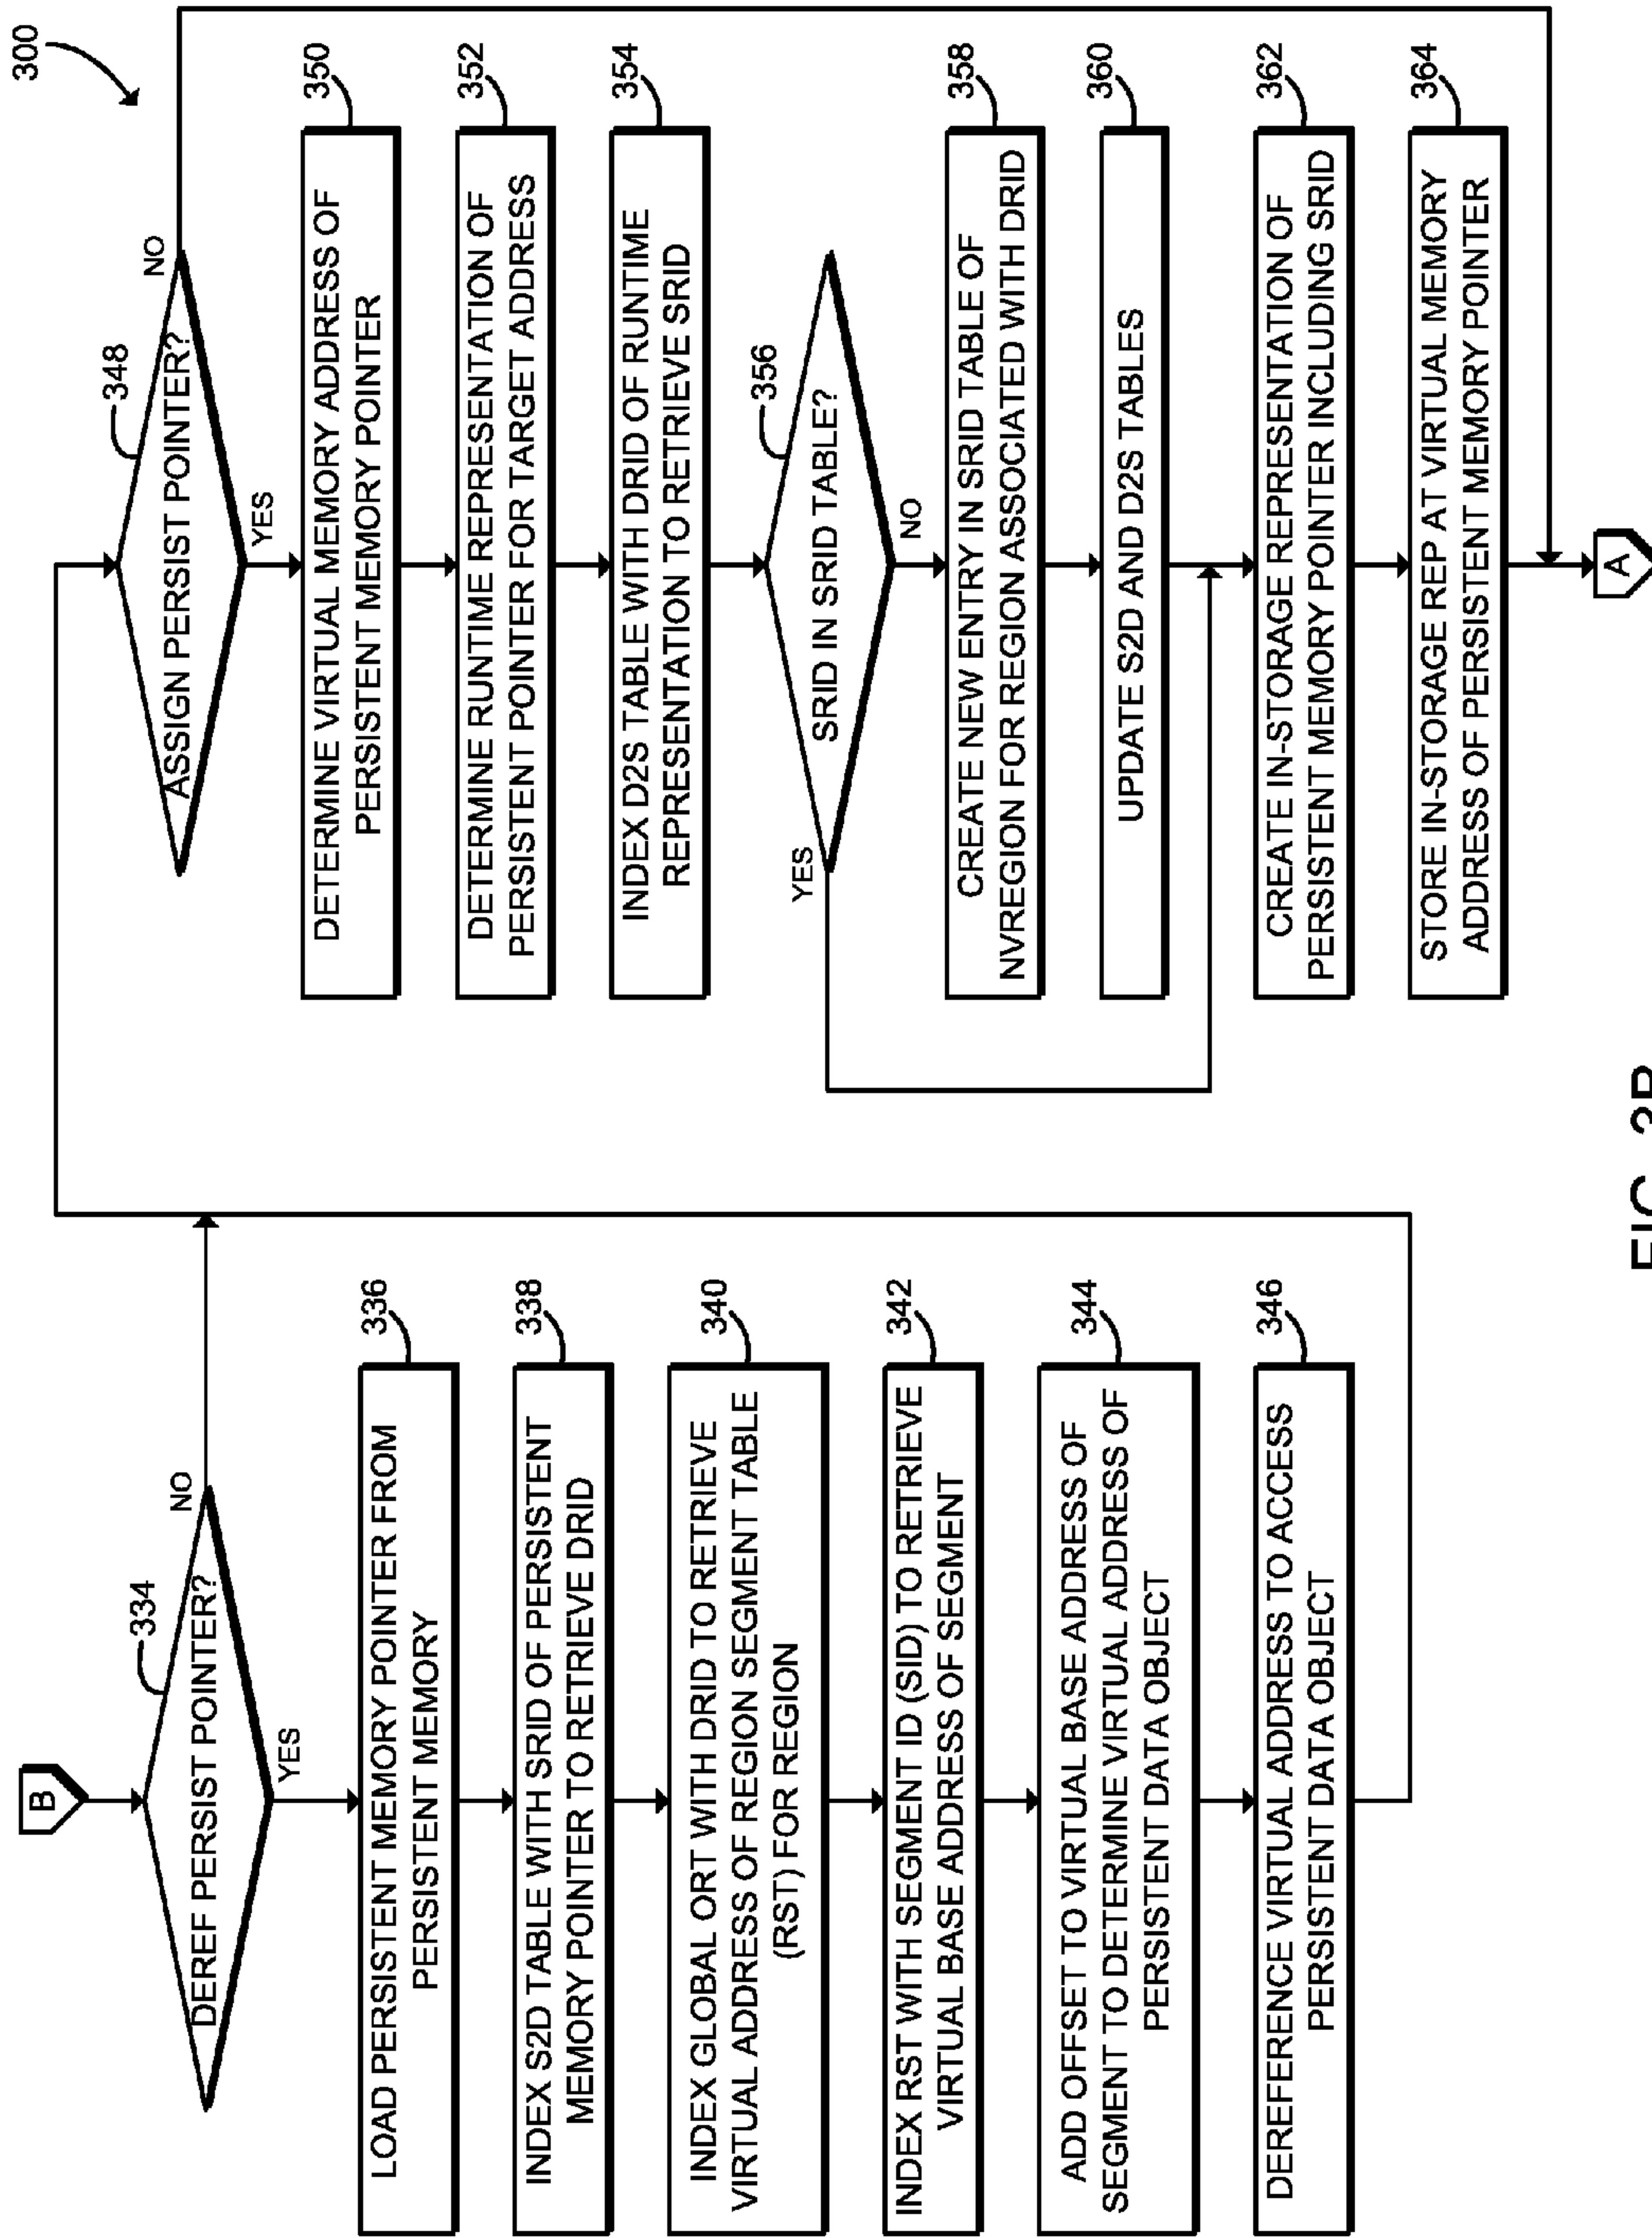 300
B
334
DEREF PERSIST POINTER?
NO
YES
336
LOAD PERSISTENT MEMORY POINTER FROM
PERSISTENT MEMORY
338
INDEX S2D TABLE WITH SRID OF PERSISTENT
MEMORY POINTER TO RETRIEVE DRID
340
INDEX GLOBAL ORT WITH DRID TO RETRIEVE
VIRTUAL ADDRESS OF REGION SEGMENT TABLE
(RST) FOR REGION
342
INDEX RST WITH SEGMENT ID (SID) TO RETRIEVE
VIRTUAL BASE ADDRESS OF SEGMENT
344
ADD OFFSET TO VIRTUAL BASE ADDRESS OF
SEGMENT TO DETERMINE VIRTUAL ADDRESS OF
PERSISTENT DATA OBJECT
346
DEREFERENCE VIRTUAL ADDRESS TO ACCESS
PERSISTENT DATA OBJECT
348
ASSIGN PERSIST POINTER?
NO
YES
350
DETERMINE VIRTUAL MEMORY ADDRESS OF
PERSISTENT MEMORY POINTER
352
DETERMINE RUNTIME REPRESENTATION OF
PERSISTENT POINTER FOR TARGET ADDRESS
354
INDEX D2S TABLE WITH DRID OF RUNTIME
REPRESENTATION TO RETRIEVE SRID
356
SRID IN SRID TABLE?
YES
NO
358
CREATE NEW ENTRY IN SRID TABLE OF
NVREGION FOR REGION ASSOCIATED WITH DRID
360
UPDATE S2D AND D2S TABLES
362
CREATE IN-STORAGE REPRESENTATION OF
PERSISTENT MEMORY POINTER INCLUDING SRID
364
STORE IN-STORAGE REP AT VIRTUAL MEMORY
ADDRESS OF PERSISTENT MEMORY POINTER
A
FIG. 3B